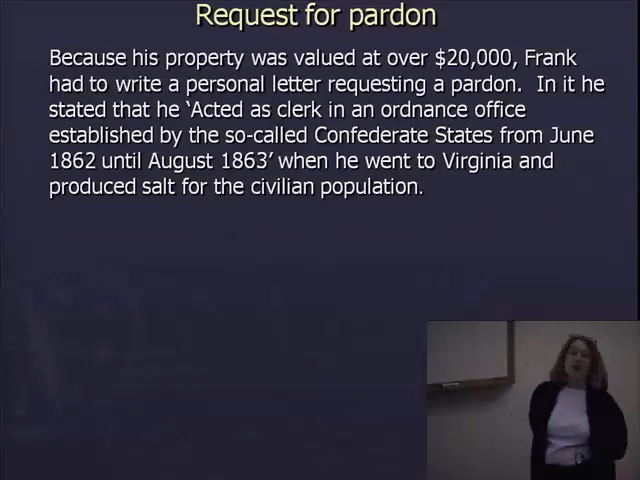 Request for pardon
Because his property was valued at over $20,000, Frank
had to write a personal letter requesting a pardon. In it he
stated that he ‘Acted as clerk in an ordnance office
established by the so-called Confederate States from June
1862 until August 1863’ when he went to Virginia and
produced salt for the civilian population.